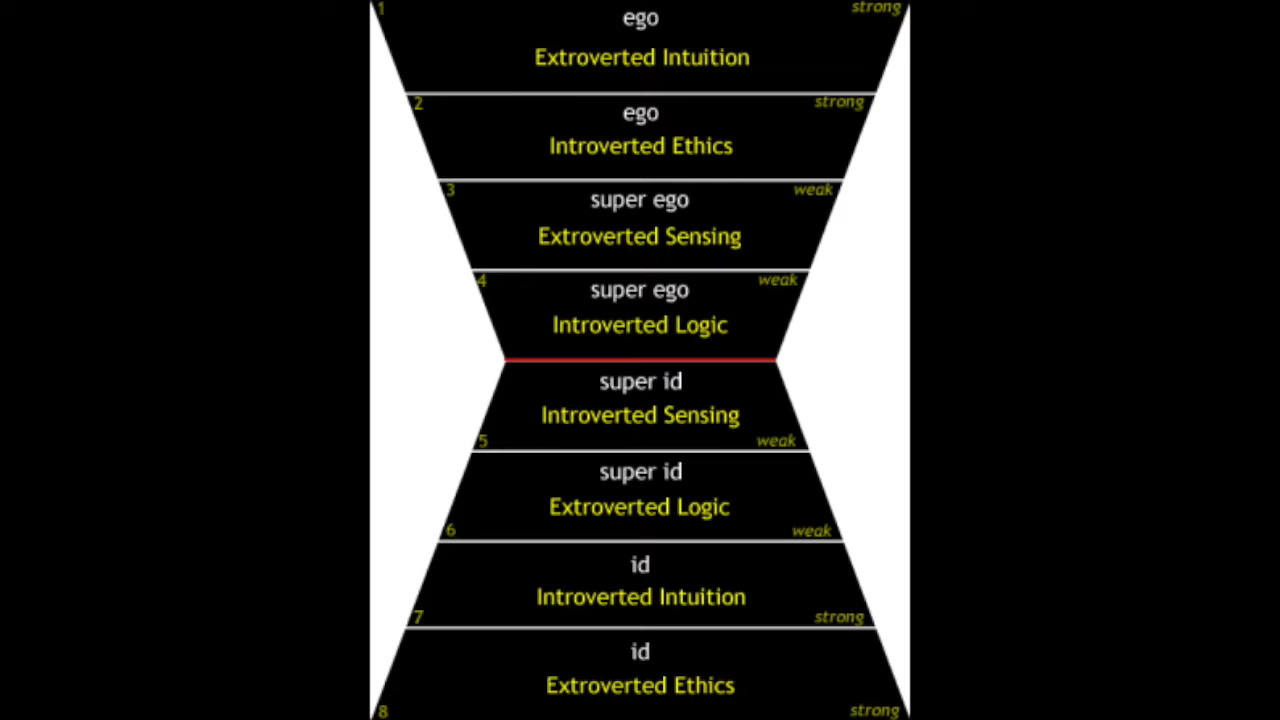 1 strong
ego
Extroverted Intuition
2 strong
ego
Introverted Ethics
3 weak
super ego
Extroverted Sensing
4 weak
super ego
Introverted Logic
super id
Introverted Sensing
5 weak
super id
Extroverted Logic
6 weak
id
Introverted Intuition
7 strong
id
Extroverted Ethics
8 strong